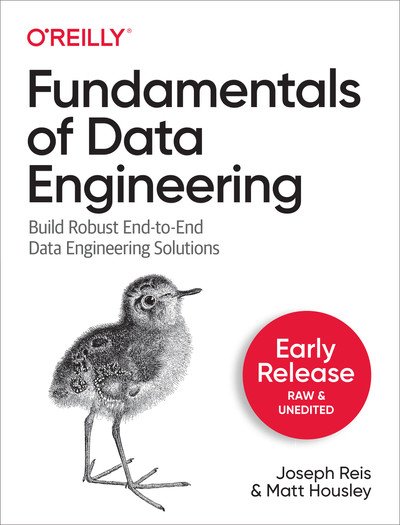 O'REILLY®
Fundamentals
of Data
Engineering
Build Robust End-to-End
Data Engineering Solutions
Early
Release
RAW &
UNEDITED
Joseph Reis
& Matt Housley